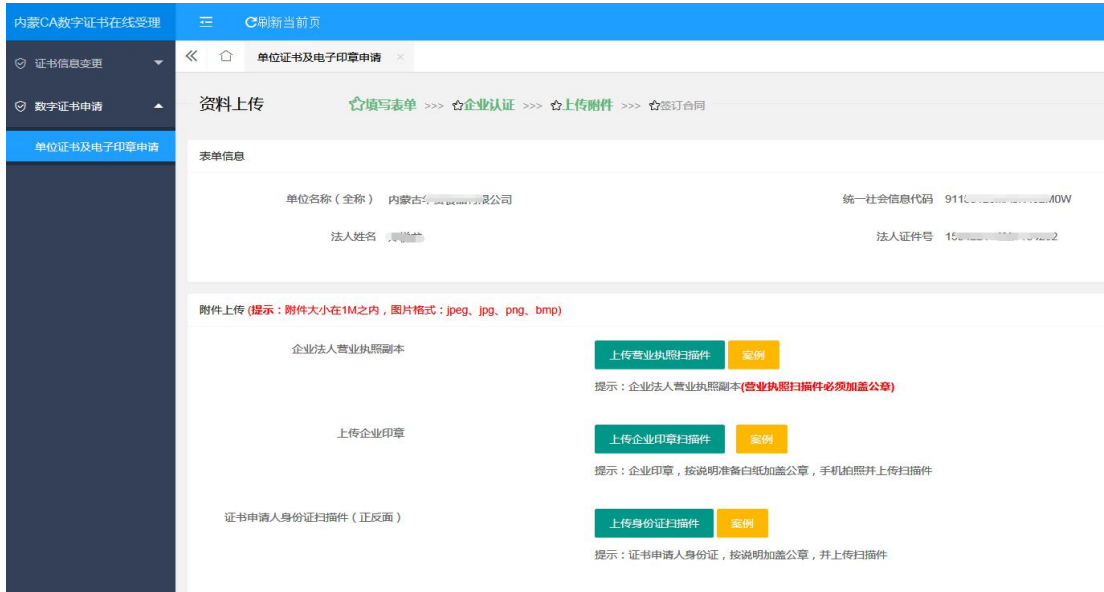 内蒙CA数字证书在线受理
刷新当前页
证书信息变更
单位证书及电子印章申请 ×
数字证书申请
资料上传 填写表单 >>> 企业认证 >>> 上传附件 >>> 签订合同
单位证书及电子印章申请
表单信息
单位名称（全称） 内蒙古 限公司 统一社会信息代码 911 M0W
法人姓名 法人证件号 15
附件上传 (提示：附件大小在1M之内，图片格式：jpeg、jpg、png、bmp)
企业法人营业执照副本 上传营业执照扫描件 案例
提示：企业法人营业执照副本(营业执照扫描件必须加盖公章)
上传企业印章 上传企业印章扫描件 案例
提示：企业印章，按说明准备白纸加盖公章，手机拍照并上传扫描件
证书申请人身份证扫描件（正反面） 上传身份证扫描件 案例
提示：证书申请人身份证，按说明加盖公章，并上传扫描件